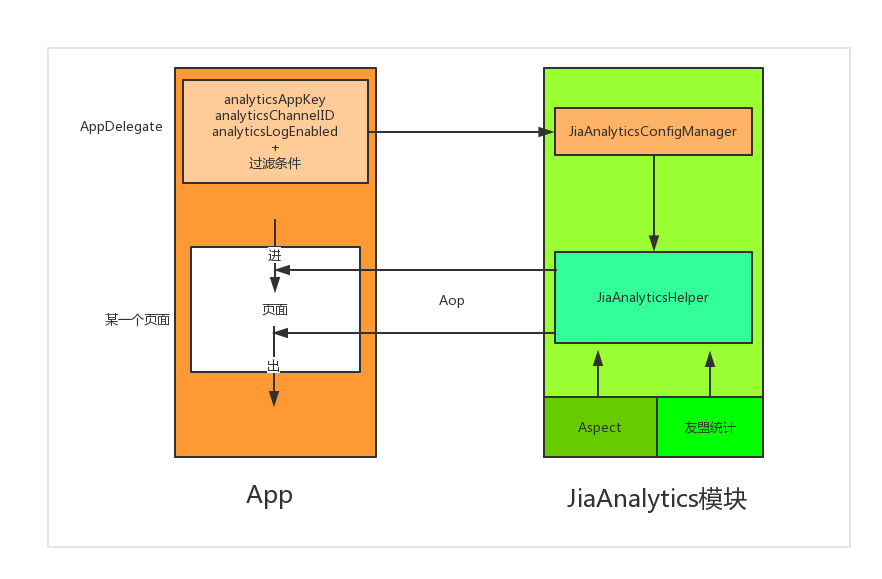 analyticsAppKey
analyticsChannelID
analyticsLogEnabled
+
过滤条件
AppDelegate
JiaAnalyticsConfigManager
进
页面
出
某一个页面
Aop
JiaAnalyticsHelper
Aspect
友盟统计
App
JiaAnalytics模块